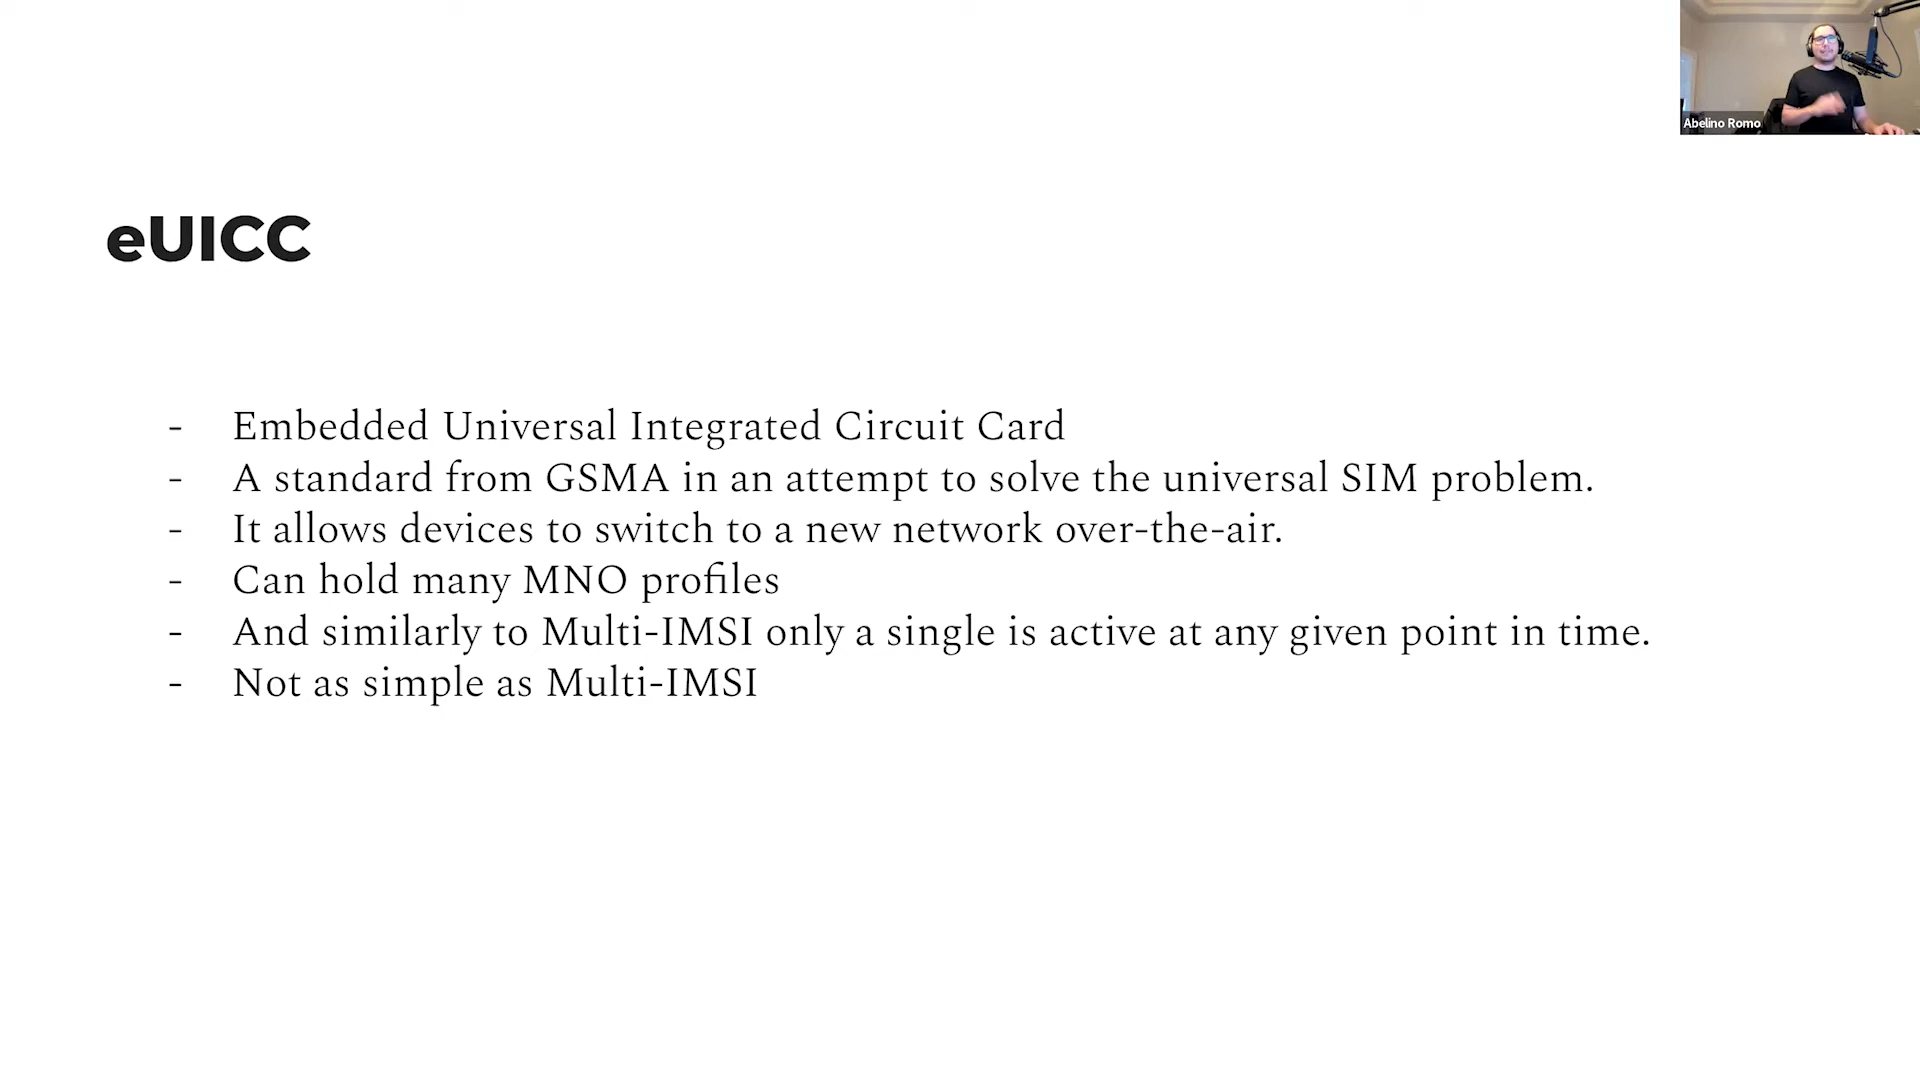 Abelino Romo
eUICC
- Embedded Universal Integrated Circuit Card
- A standard from GSMA in an attempt to solve the universal SIM problem.
- It allows devices to switch to a new network over-the-air.
- Can hold many MNO profiles
- And similarly to Multi-IMSI only a single is active at any given point in time.
- Not as simple as Multi-IMSI